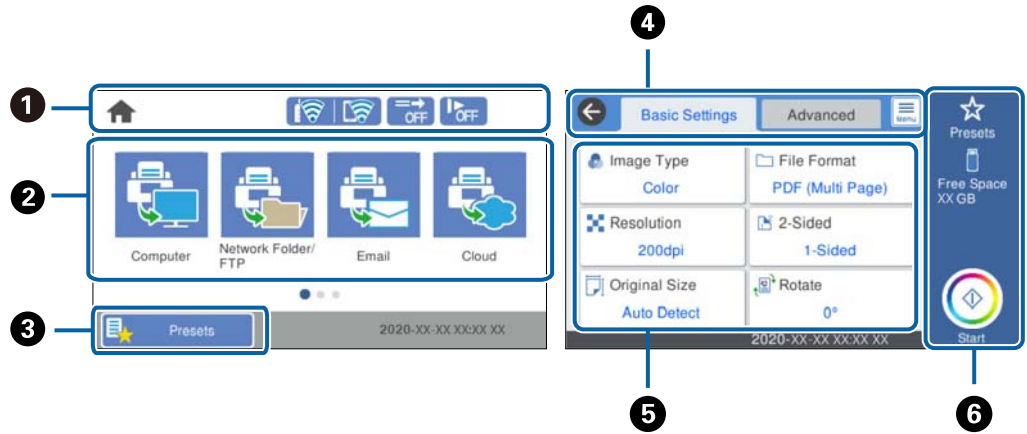 4
1
OFF
OFF
Basic Settings
Advanced
Menu
Presets
Free Space
XX GB
2
Computer
Network Folder/
FTP
Email
Cloud
Image Type
Color
File Format
PDF (Multi Page)
Resolution
200dpi
2-Sided
1-Sided
Original Size
Auto Detect
Rotate
0°
3
Presets
2020-XX-XX XX:XX XX
2020-XX-XX XX:XX XX
Start
5
6